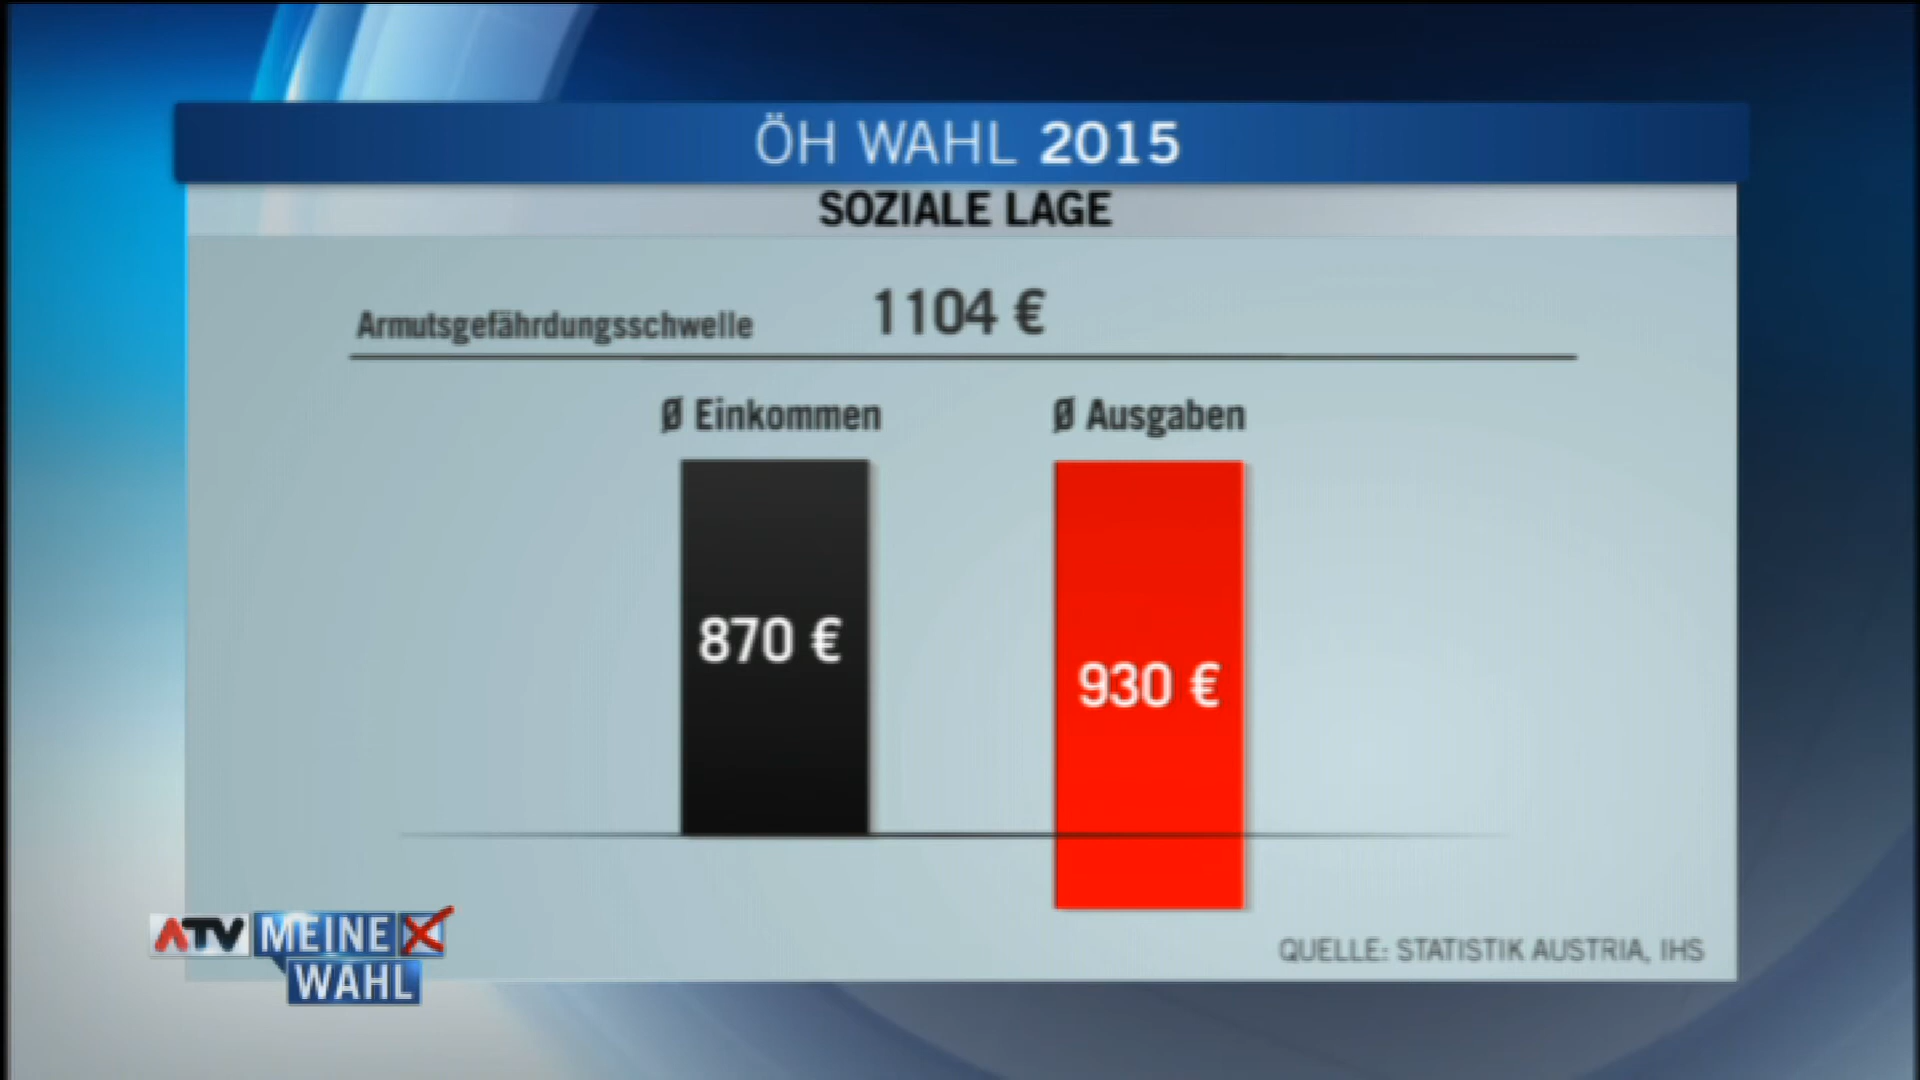 ÖH WAHL 2015
SOZIALE LAGE
Armutsgefährdungsschwelle 1104 €
Ø Einkommen
Ø Ausgaben
870 €
930 €
ATV MEINE
WAHL
QUELLE: STATISTIK AUSTRIA, IHS